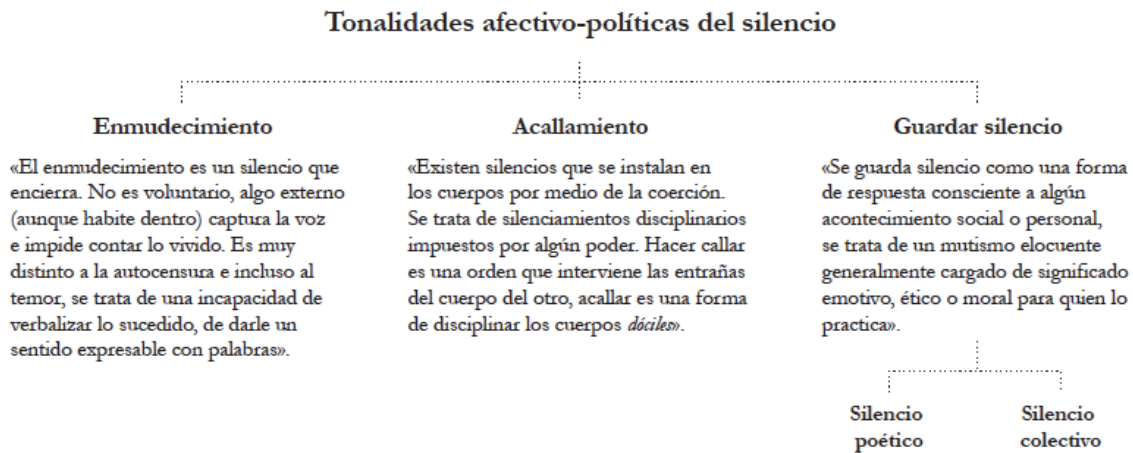 Tonalidades afectivo-políticas del silencio
Enmudecimiento
«El enmudecimiento es un silencio que
encierra. No es voluntario, algo externo
(aunque habite dentro) captura la voz
e impide contar lo vivido. Es muy
distinto a la autocensura e incluso al
temor, se trata de una incapacidad de
verbalizar lo sucedido, de darle un
sentido expresable con palabras».
Acallamiento
«Existen silencios que se instalan en
los cuerpos por medio de la coerción.
Se trata de silenciamientos disciplinarios
impuestos por algún poder. Hacer callar
es una orden que interviene las entrañas
del cuerpo del otro, acallar es una forma
de disciplinar los cuerpos dóciles».
Guardar silencio
«Se guarda silencio como una forma
de respuesta consciente a algún
acontecimiento social o personal,
se trata de un mutismo elocuente
generalmente cargado de significado
emotivo, ético o moral para quien lo
practica».
Silencio
poético
Silencio
colectivo